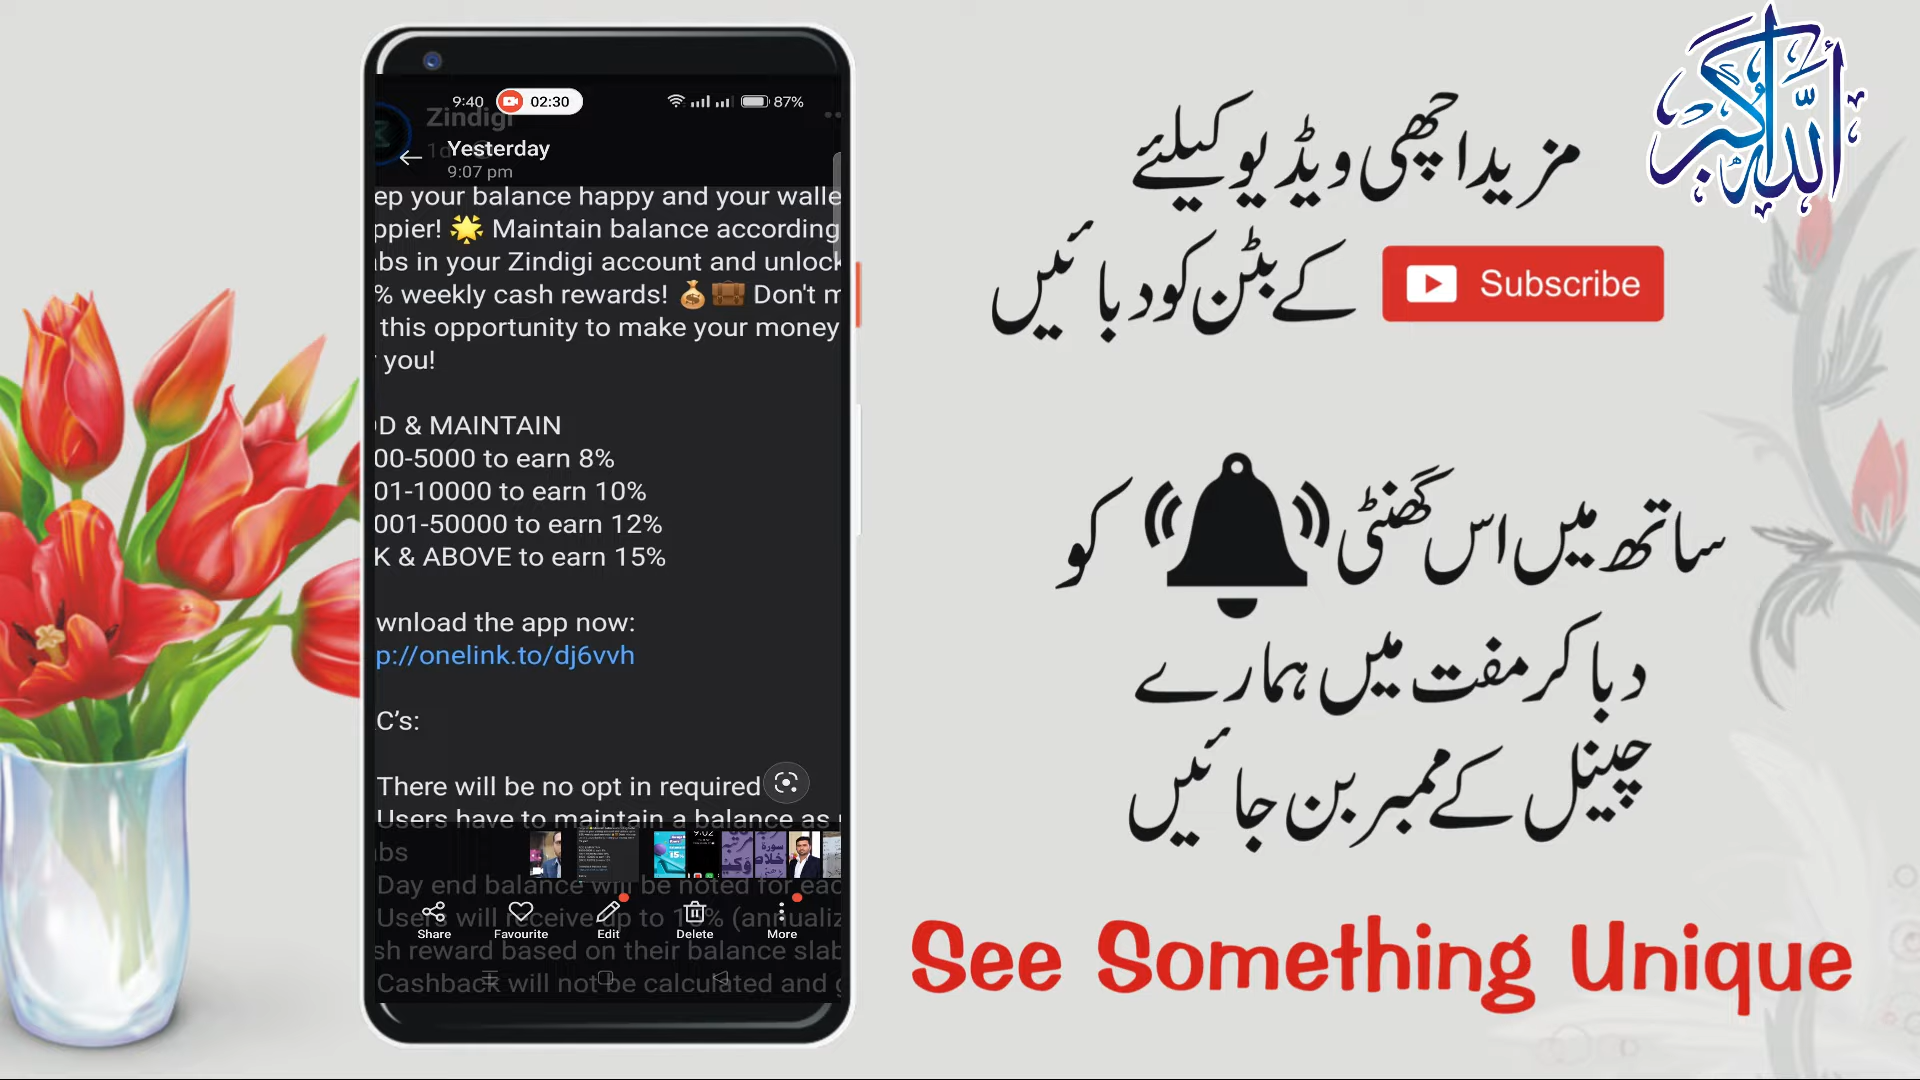 9:40 02:30 87%
Zindigi
Yesterday
9:07 pm
ep your balance happy and your walle
ppier! 🌟 Maintain balance according
bs in your Zindigi account and unlock
% weekly cash rewards! 💰💼 Don't m
this opportunity to make your money
you!
D & MAINTAIN
00-5000 to earn 8%
01-10000 to earn 10%
001-50000 to earn 12%
K & ABOVE to earn 15%
wnload the app now:
p://onelink.to/dj6vvh
C's:
There will be no opt in required
Users have to maintain a balance as
bs
Day end balance will be noted for eac
Users will receive up to (annualiz
sh reward based on their balance slab
Cashback will not be calculated and g
Share Favourite Edit Delete More
الله أكبر
مزید اچھی ویڈیو کیلئے
Subscribe کے بٹن کو دبائیں
ساتھ میں اس گھنٹی کو
دبا کر مفت میں ہمارے
چینل کے ممبر بن جائیں
See Something Unique